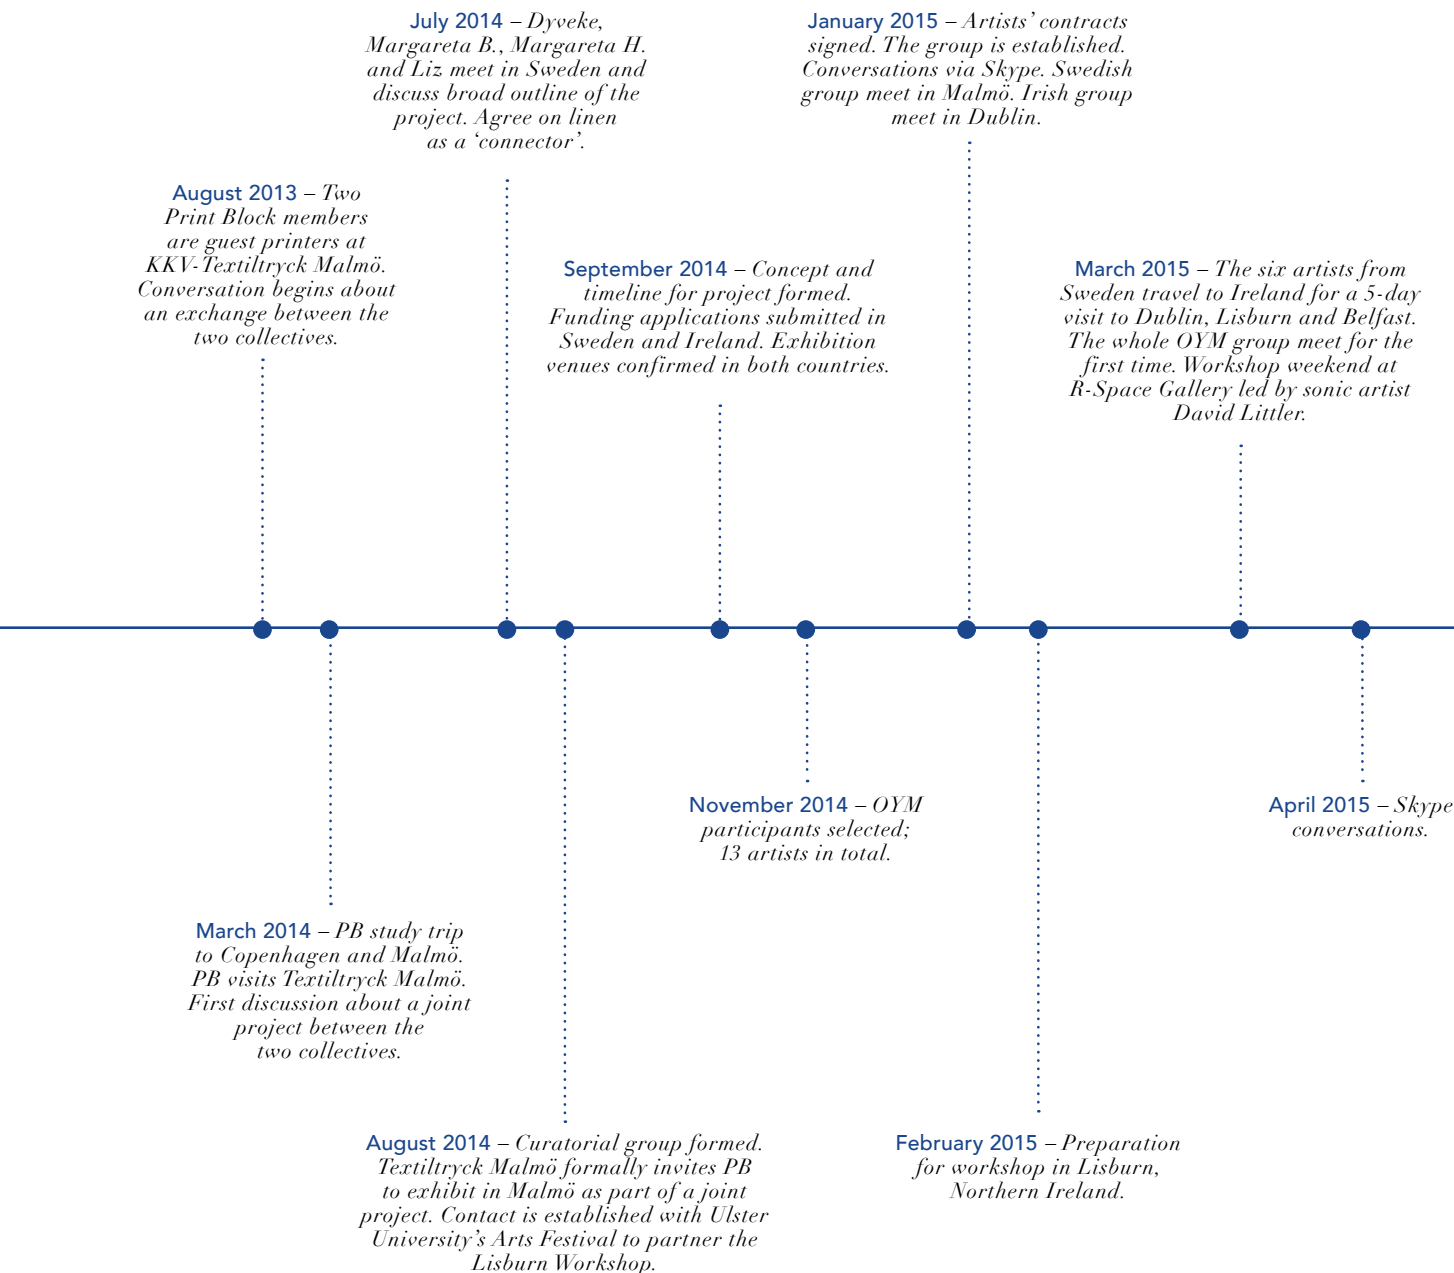 July 2014 – Dyveke,
Margareta B., Margareta H.
and Liz meet in Sweden and
discuss broad outline of the
project. Agree on linen
as a ‘connector’.
January 2015 – Artists’ contracts
signed. The group is established.
Conversations via Skype. Swedish
group meet in Malmö. Irish group
meet in Dublin.
August 2013 – Two
Print Block members
are guest printers at
KKV-Textiltryck Malmö.
Conversation begins about
an exchange between the
two collectives.
September 2014 – Concept and
timeline for project formed.
Funding applications submitted in
Sweden and Ireland. Exhibition
venues confirmed in both countries.
March 2015 – The six artists from
Sweden travel to Ireland for a 5-day
visit to Dublin, Lisburn and Belfast.
The whole OYM group meet for the
first time. Workshop weekend at
R-Space Gallery led by sonic artist
David Littler.
November 2014 – OYM
participants selected;
13 artists in total.
April 2015 – Skype
conversations.
March 2014 – PB study trip
to Copenhagen and Malmö.
PB visits Textiltryck Malmö.
First discussion about a joint
project between the
two collectives.
August 2014 – Curatorial group formed.
Textiltryck Malmö formally invites PB
to exhibit in Malmö as part of a joint
project. Contact is established with Ulster
University’s Arts Festival to partner the
Lisburn Workshop.
February 2015 – Preparation
for workshop in Lisburn,
Northern Ireland.